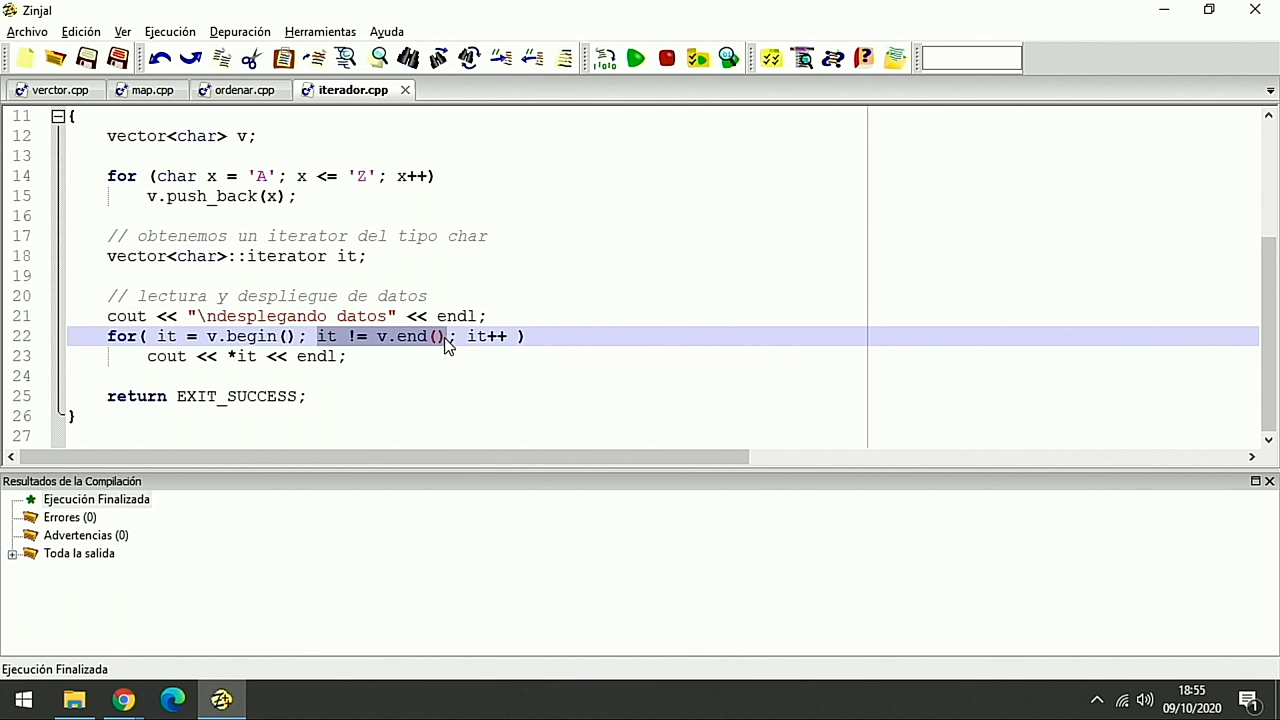 Zinjal
Archivo Edición Ver Ejecución Depuración Herramientas Ayuda
verctor.cpp map.cpp ordenar.cpp iterador.cpp
11 {
12 vector<char> v;
13
14 for (char x = 'A'; x <= 'Z'; x++)
15 v.push_back(x);
16
17 // obtenemos un iterator del tipo char
18 vector<char>::iterator it;
19
20 // lectura y despliegue de datos
21 cout << "\ndesplegando datos" << endl;
22 for( it = v.begin(); it != v.end(); it++ )
23 cout << *it << endl;
24
25 return EXIT_SUCCESS;
26 }
27
Resultados de la Compilación
Ejecución Finalizada
Errores (0)
Advertencias (0)
Toda la salida
Ejecución Finalizada
18:55
09/10/2020
1